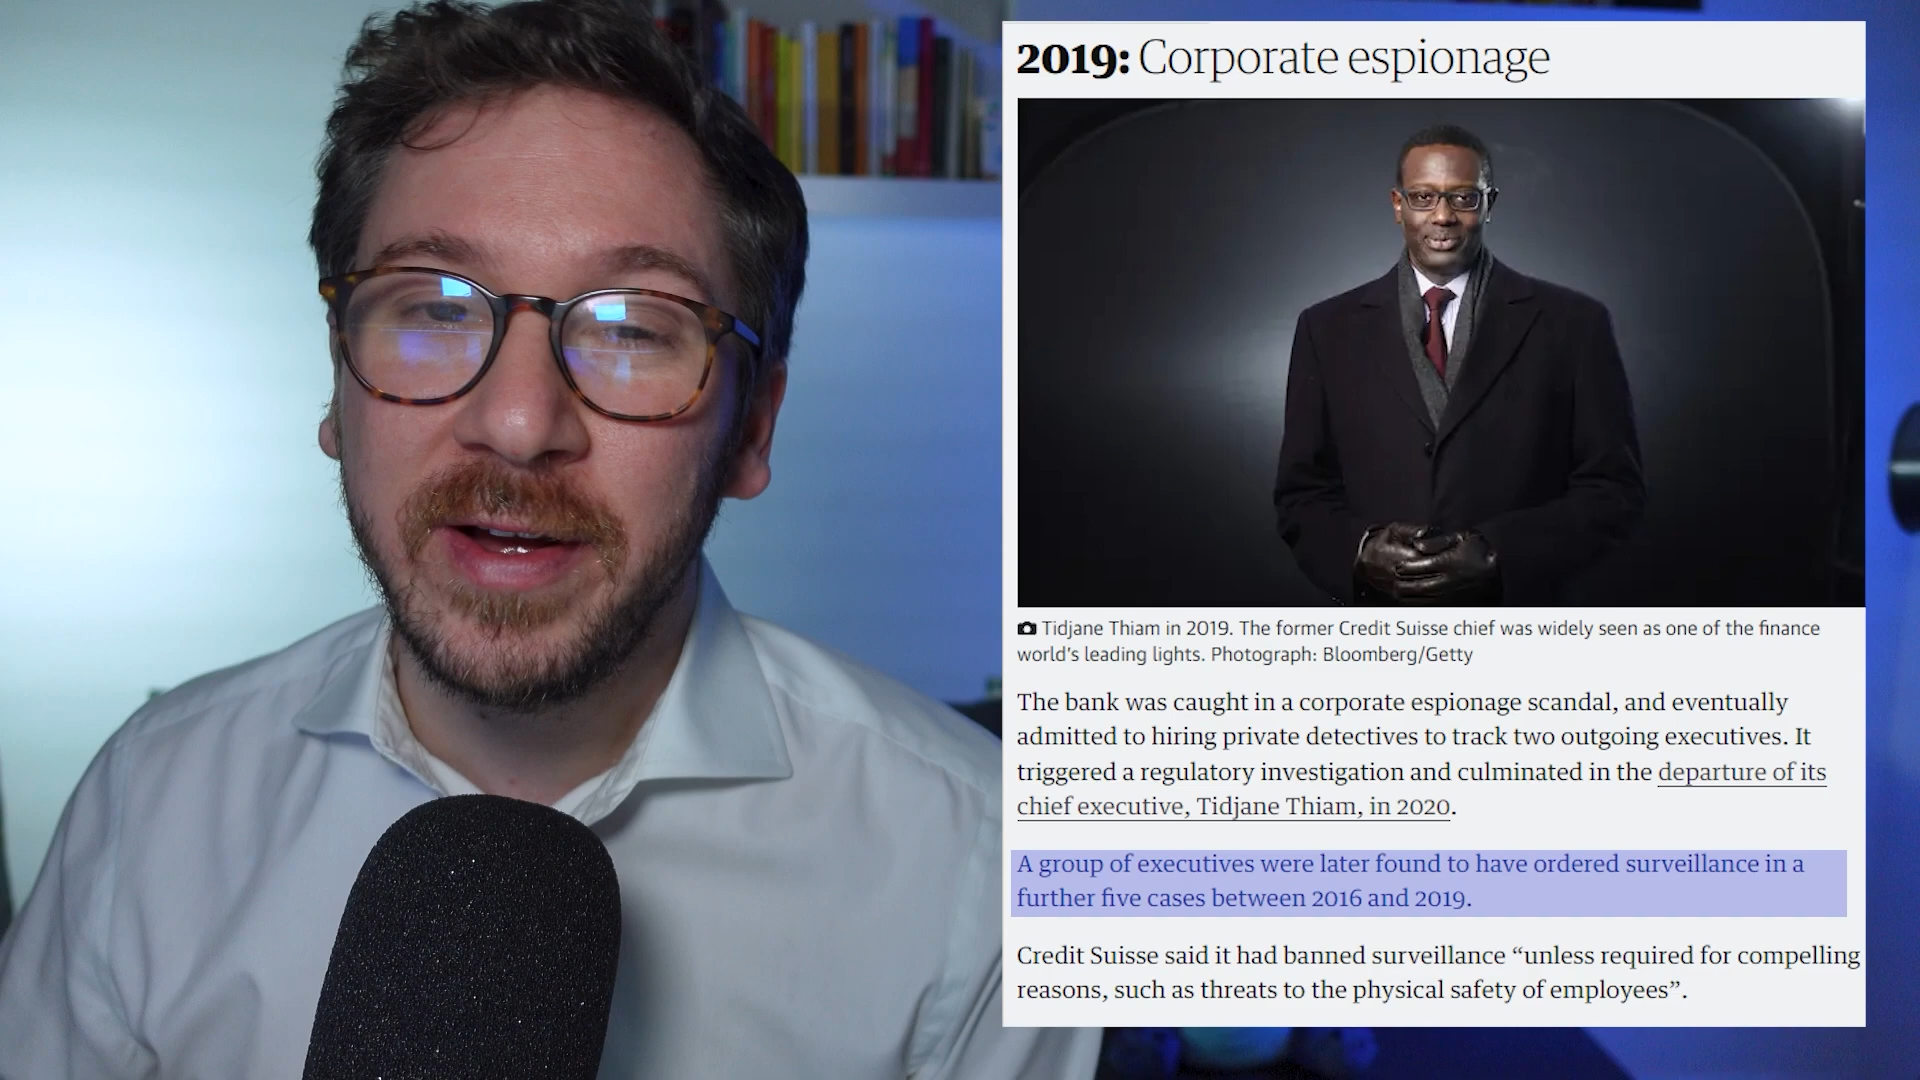 2019: Corporate espionage
Tidjane Thiam in 2019. The former Credit Suisse chief was widely seen as one of the finance
world's leading lights. Photograph: Bloomberg/Getty
The bank was caught in a corporate espionage scandal, and eventually
admitted to hiring private detectives to track two outgoing executives. It
triggered a regulatory investigation and culminated in the departure of its
chief executive, Tidjane Thiam, in 2020.
A group of executives were later found to have ordered surveillance in a
further five cases between 2016 and 2019.
Credit Suisse said it had banned surveillance “unless required for compelling
reasons, such as threats to the physical safety of employees”.